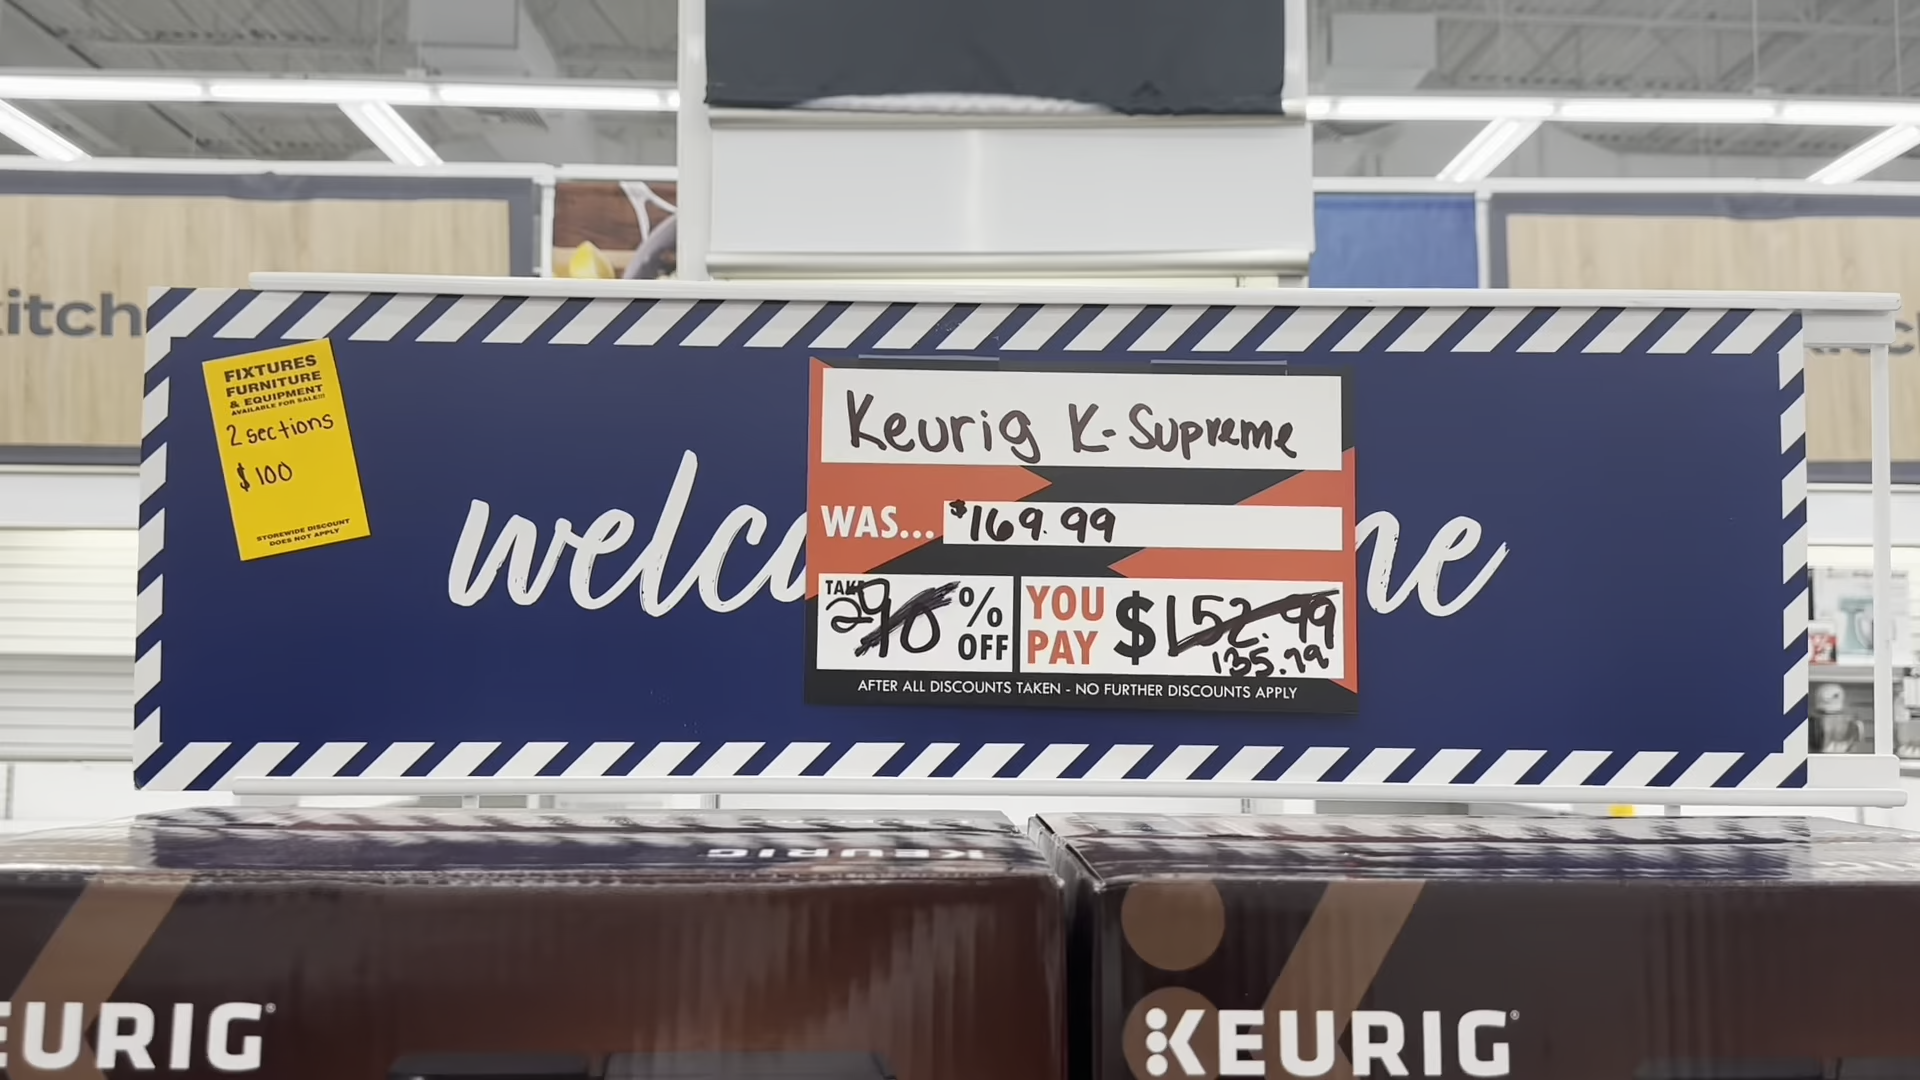 itch
FIXTURES
FURNITURE
& EQUIPMENT
AVAILABLE FOR SALE!!!
2 sections
$100
STOREWIDE DISCOUNT
DOES NOT APPLY
welco
me
Keurig K-Supreme
WAS... $169.99
TAKE 10 20 % OFF
YOU PAY $152.99
135.99
AFTER ALL DISCOUNTS TAKEN - NO FURTHER DISCOUNTS APPLY
KEURIG
EURIG
KEURIG